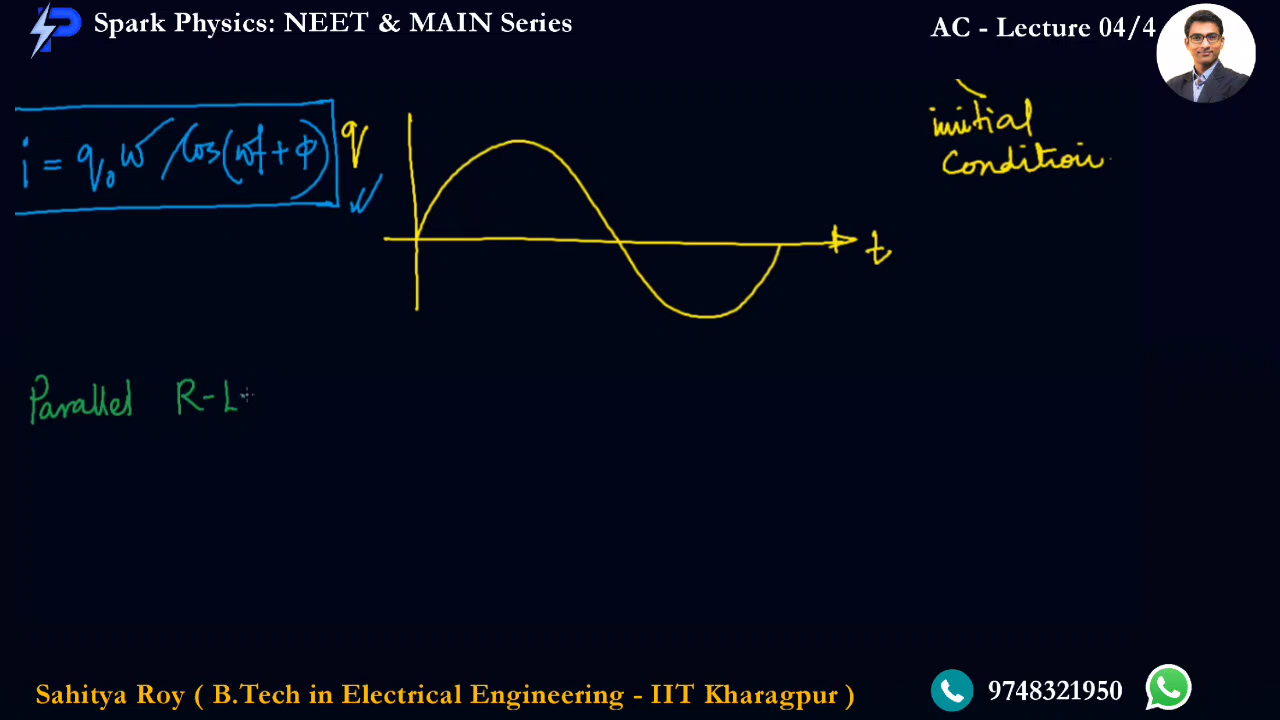 Spark Physics: NEET & MAIN Series
AC - Lecture 04/4
initial
Condition
i = q₀ω cos(ωt + φ)
q
t
Parallel R-L
Sahitya Roy ( B.Tech in Electrical Engineering - IIT Kharagpur )
9748321950